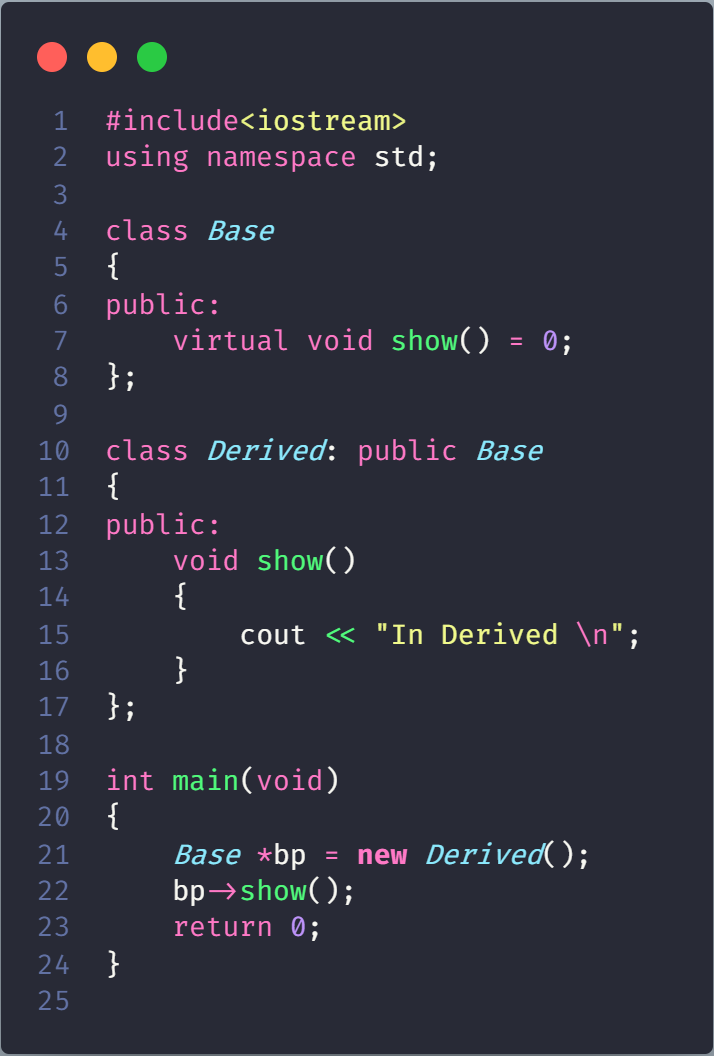 1 #include<iostream>
2 using namespace std;
3
4 class Base
5 {
6 public:
7     virtual void show() = 0;
8 };
9
10 class Derived: public Base
11 {
12 public:
13     void show()
14     {
15         cout << "In Derived \n";
16     }
17 };
18
19 int main(void)
20 {
21     Base *bp = new Derived();
22     bp->show();
23     return 0;
24 }
25